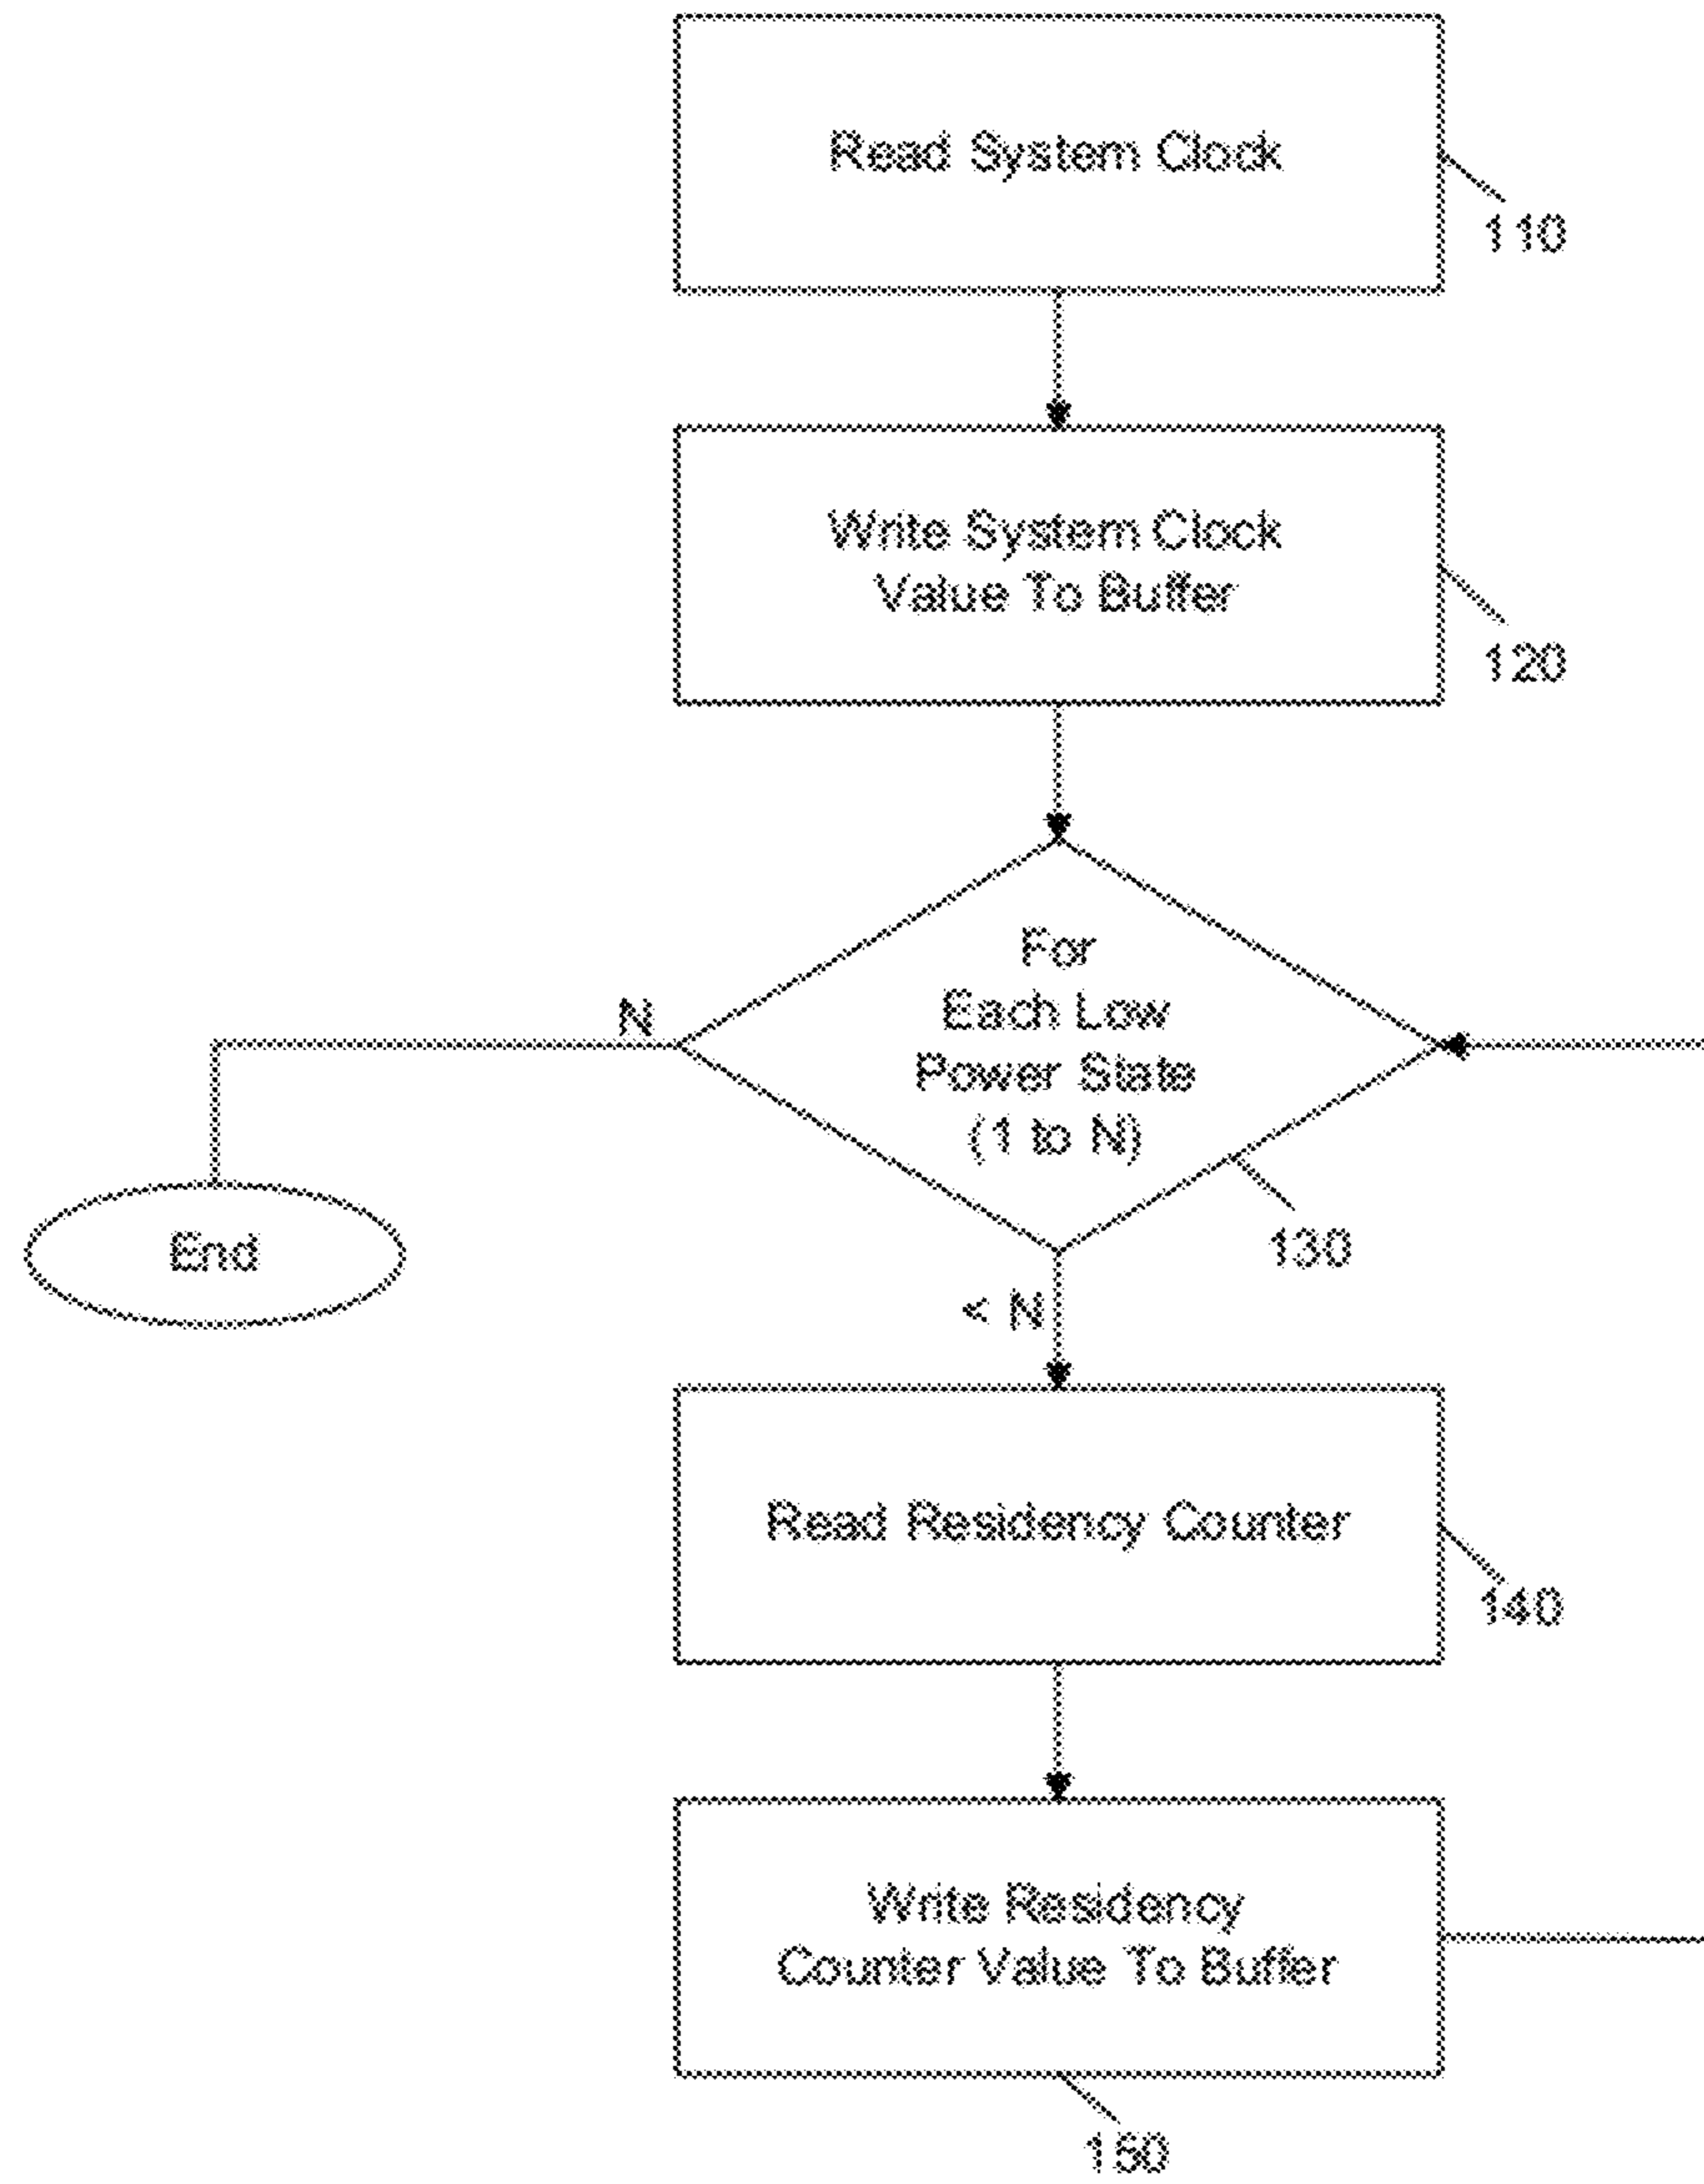 Read System Clock
110
Write System Clock
Value To Buffer
120
For
Each Low
Power State
(1 to N)
N
130
End
< N
Read Residency Counter
140
Write Residency
Counter Value To Buffer
150